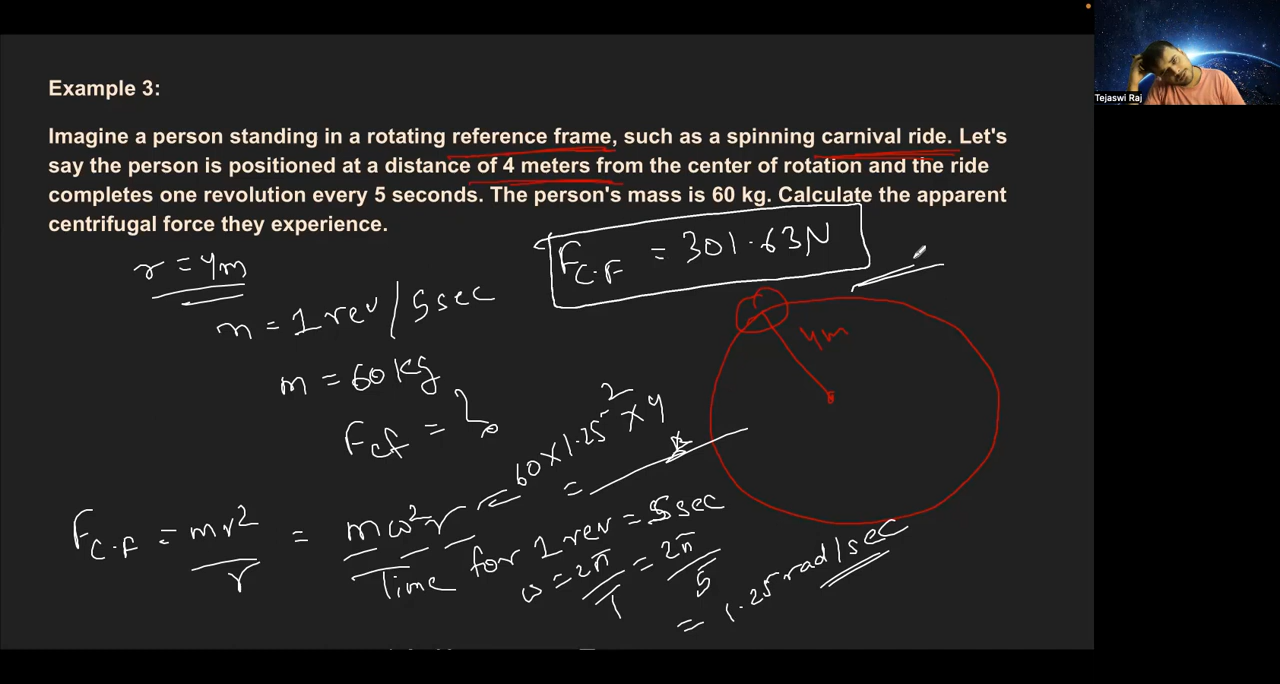 Tejaswi Raj
Example 3:
Imagine a person standing in a rotating reference frame, such as a spinning carnival ride. Let's
say the person is positioned at a distance of 4 meters from the center of rotation and the ride
completes one revolution every 5 seconds. The person's mass is 60 kg. Calculate the apparent
centrifugal force they experience.
F_C.F = 301.63N
r = 4m
n = 1 rev/5sec
4m
m = 60 kg
F_cf = ?
60 × 1.25² × 4
=
F_C.F = mv²/r = mω²r
Time for 1 rev = 5sec
ω = 2π/T = 2π/5
= 1.25 rad/sec